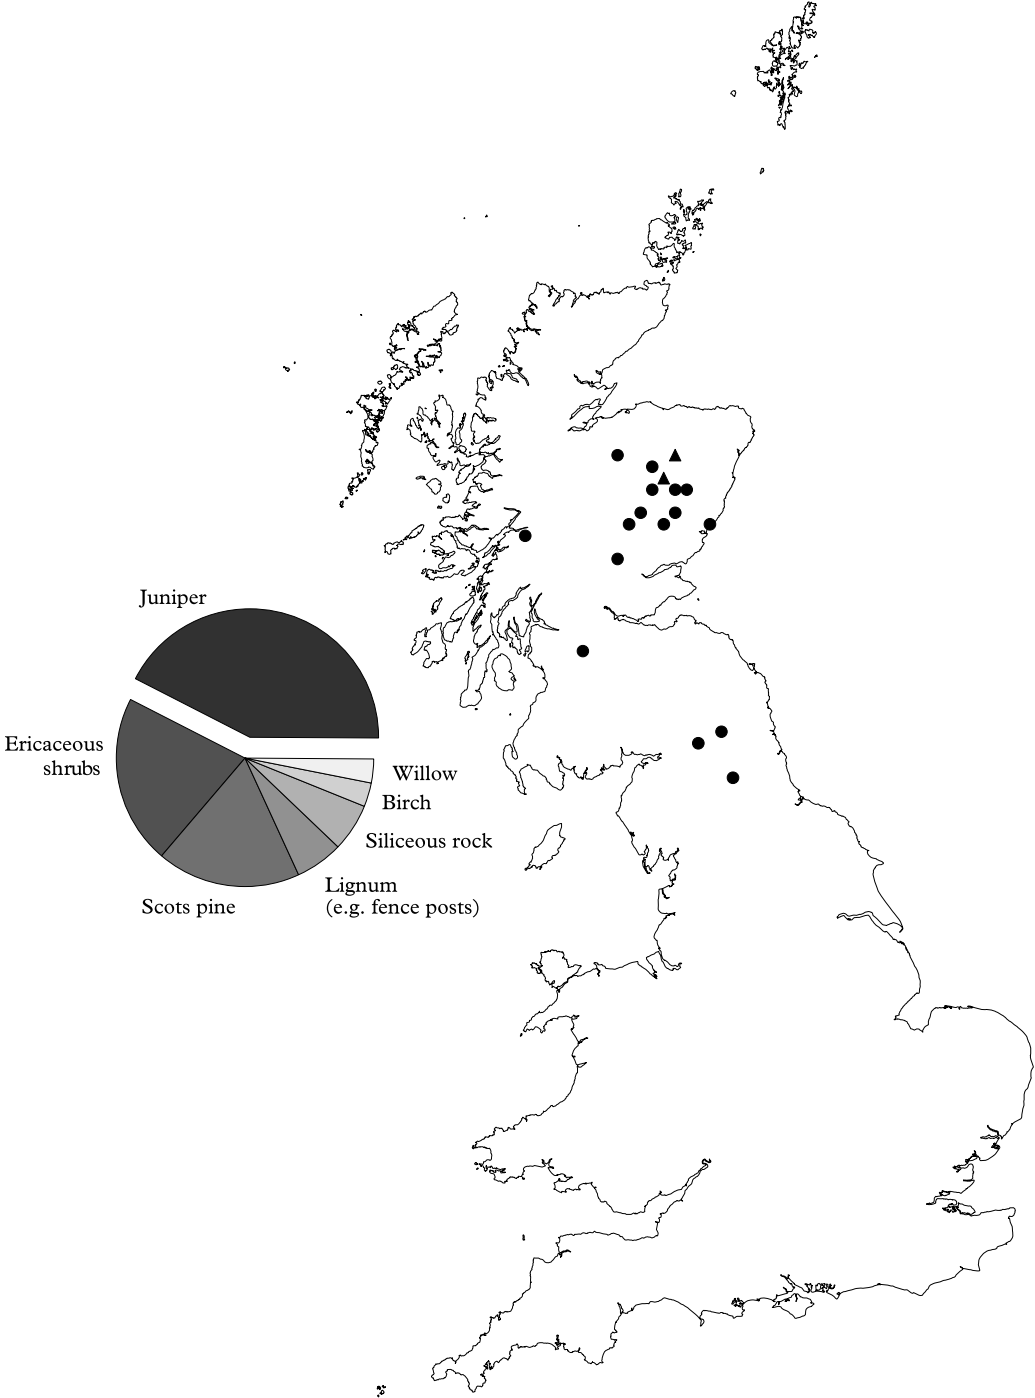 Juniper
Ericaceous
shrubs
Willow
Birch
Siliceous rock
Lignum
(e.g. fence posts)
Scots pine